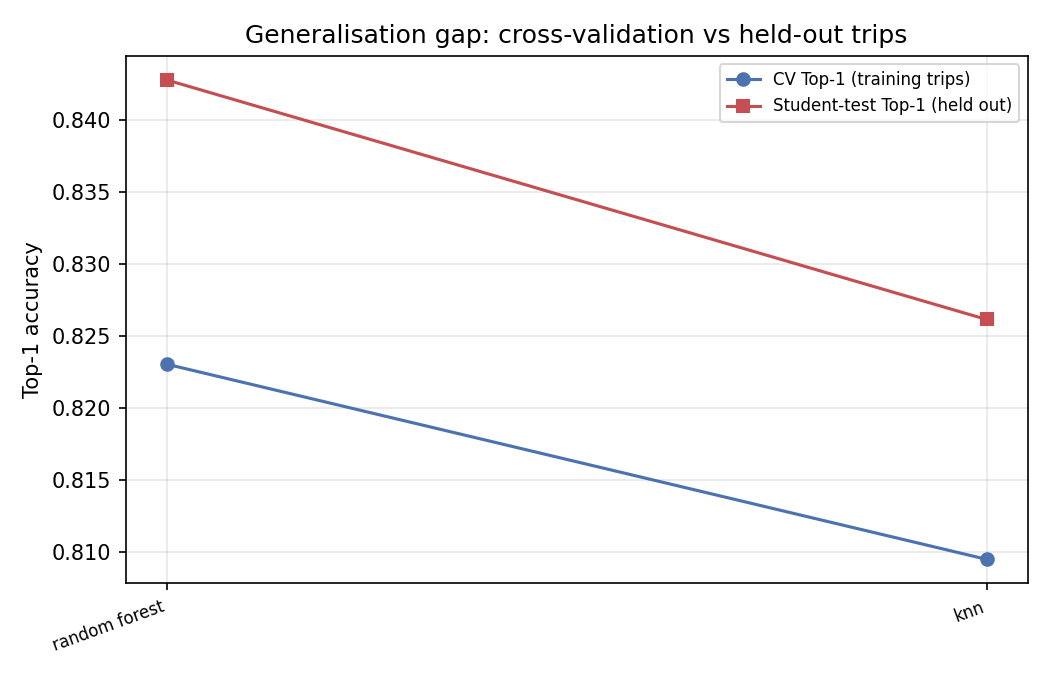 Generalisation gap: cross-validation vs held-out trips
CV Top-1 (training trips)
Student-test Top-1 (held out)
Top-1 accuracy
0.840
0.835
0.830
0.825
0.820
0.815
0.810
random forest
knn